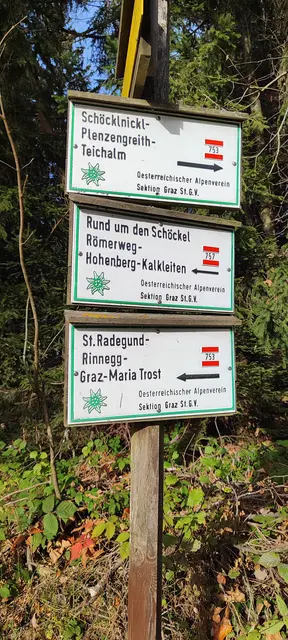 Schöcklnickl-
Plenzengreith-
Teichalm
753
Oesterreichischer Alpenverein
Sektion Graz St.G.V.
Rund um den Schöckel
Römerweg-
Hohenberg-Kalkleiten
757
Oesterreichischer Alpenverein
Sektion Graz St.G.V.
St.Radegund-
Rinnegg-
Graz-Maria Trost
753
Oesterreichischer Alpenverein
Sektion Graz St.G.V.